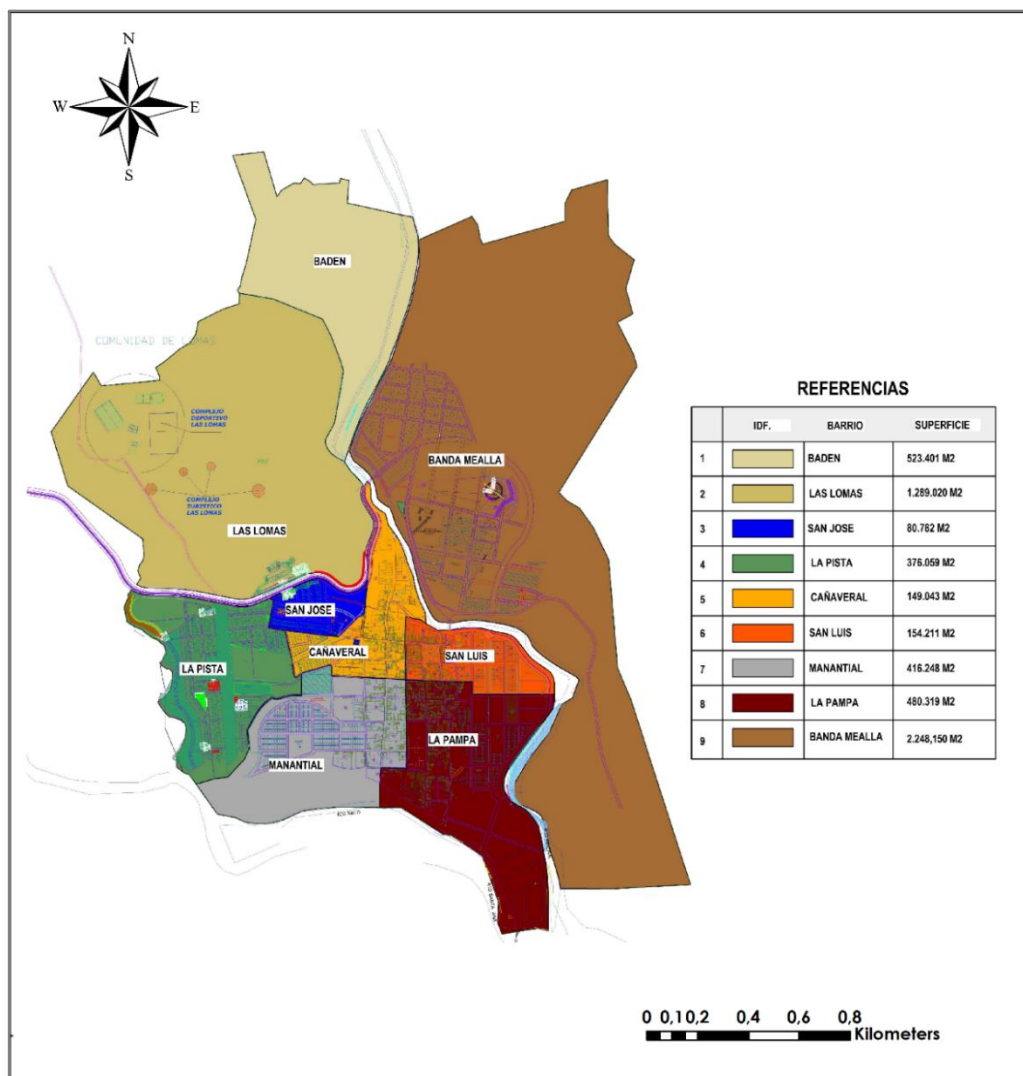 N
W E
S
BADEN
COMUNIDAD DE LOMAS
COMPLEJO
DEPORTIVO
LAS LOMAS
COMPLEJO
TURISTICO
LAS LOMAS
BANDA MEALLA
LAS LOMAS
SAN JOSE
CAÑAVERAL
SAN LUIS
LA PISTA
LA PAMPA
MANANTIAL
REFERENCIAS
IDF. BARRIO SUPERFICIE
1 BADEN 523.401 M2
2 LAS LOMAS 1.289.020 M2
3 SAN JOSE 80.782 M2
4 LA PISTA 376.059 M2
5 CAÑAVERAL 149.043 M2
6 SAN LUIS 154.211 M2
7 MANANTIAL 416.248 M2
8 LA PAMPA 480.319 M2
9 BANDA MEALLA 2.248,150 M2
0 0,1 0,2 0,4 0,6 0,8
Kilometers